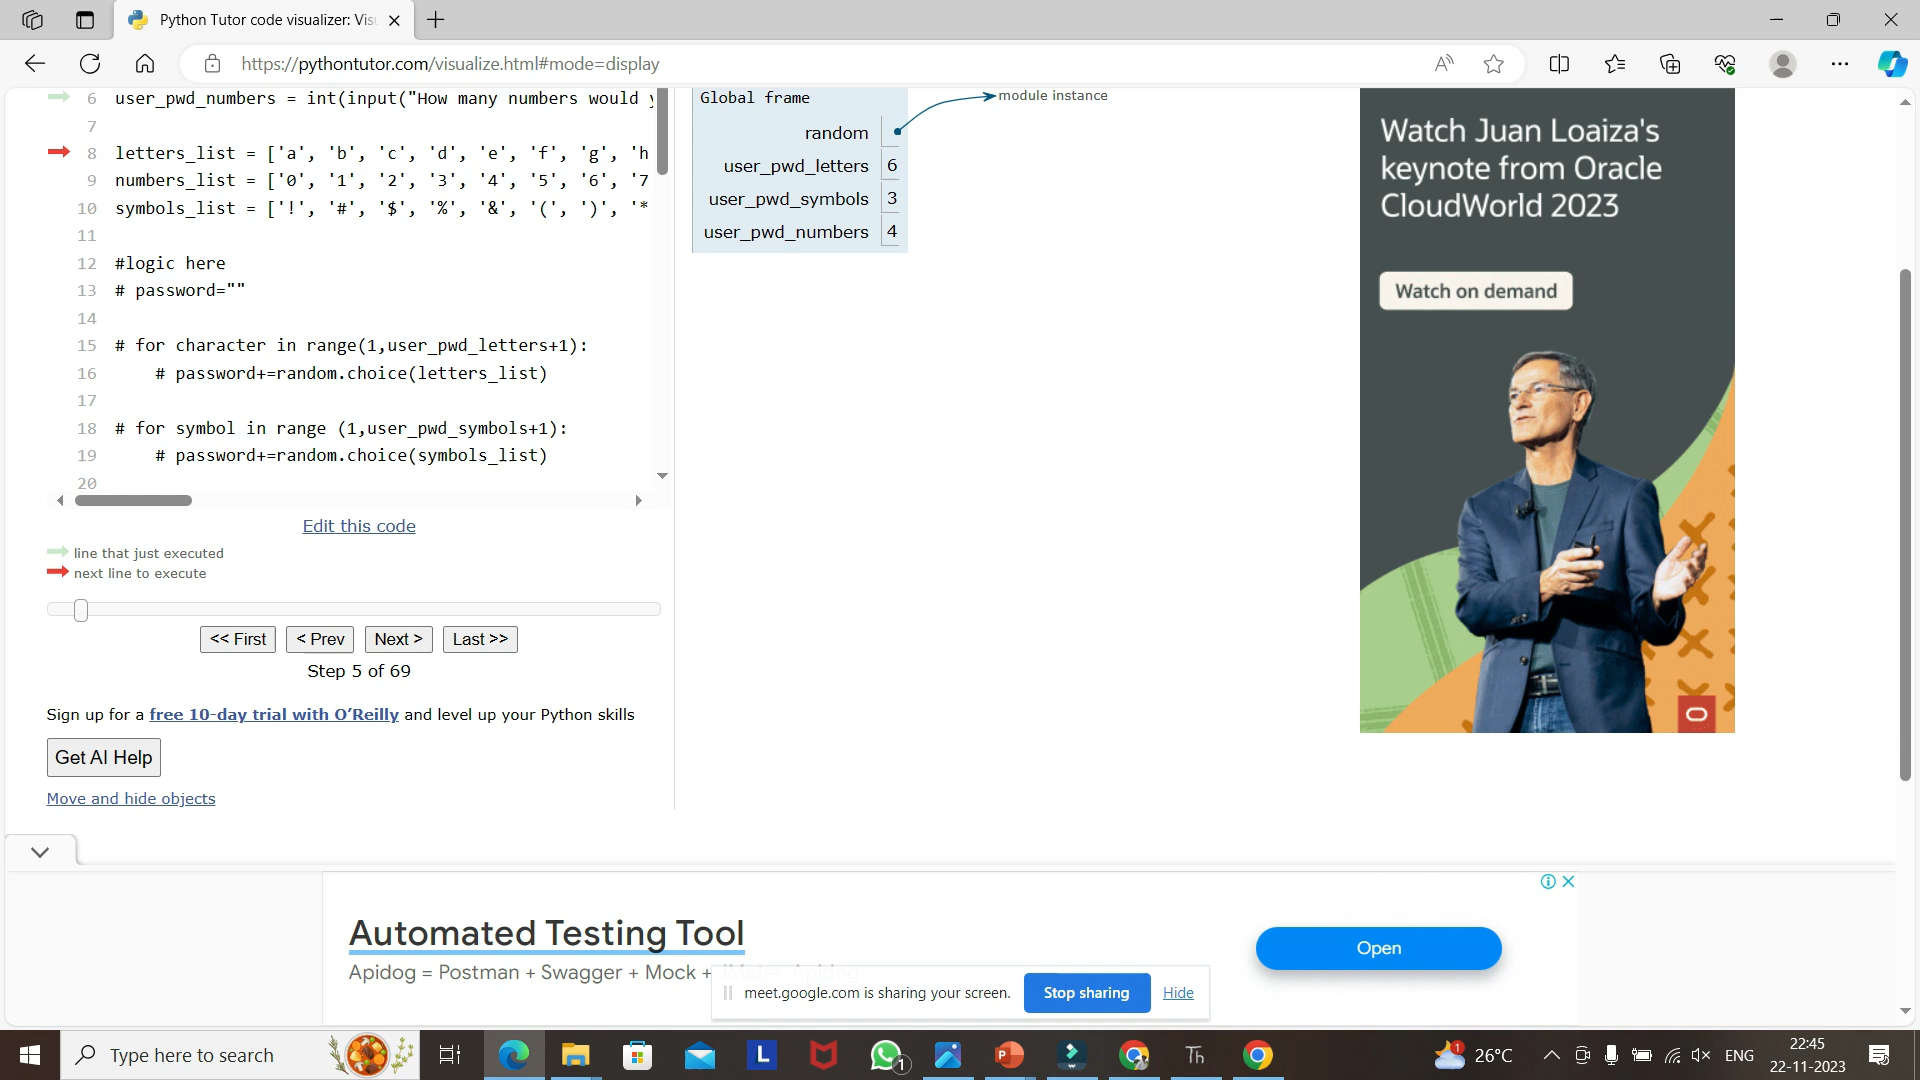 Python Tutor code visualizer: Vis
https://pythontutor.com/visualize.html#mode=display
6 user_pwd_numbers = int(input("How many numbers would
7
8 letters_list = ['a', 'b', 'c', 'd', 'e', 'f', 'g', 'h
9 numbers_list = ['0', '1', '2', '3', '4', '5', '6', '7
10 symbols_list = ['!', '#', '$', '%', '&', '(', ')', '*
11
12 #logic here
13 # password=""
14
15 # for character in range(1,user_pwd_letters+1):
16 # password+=random.choice(letters_list)
17
18 # for symbol in range (1,user_pwd_symbols+1):
19 # password+=random.choice(symbols_list)
20
Edit this code
line that just executed
next line to execute
<< First < Prev Next > Last >>
Step 5 of 69
Sign up for a free 10-day trial with O'Reilly and level up your Python skills
Get AI Help
Move and hide objects
Global frame
module instance
random
user_pwd_letters 6
user_pwd_symbols 3
user_pwd_numbers 4
Watch Juan Loaiza's
keynote from Oracle
CloudWorld 2023
Watch on demand
Automated Testing Tool
Apidog = Postman + Swagger + Mock +
Open
meet.google.com is sharing your screen.
Stop sharing
Hide
Type here to search
L
1
Th
1
26°C
ENG
22:45
22-11-2023